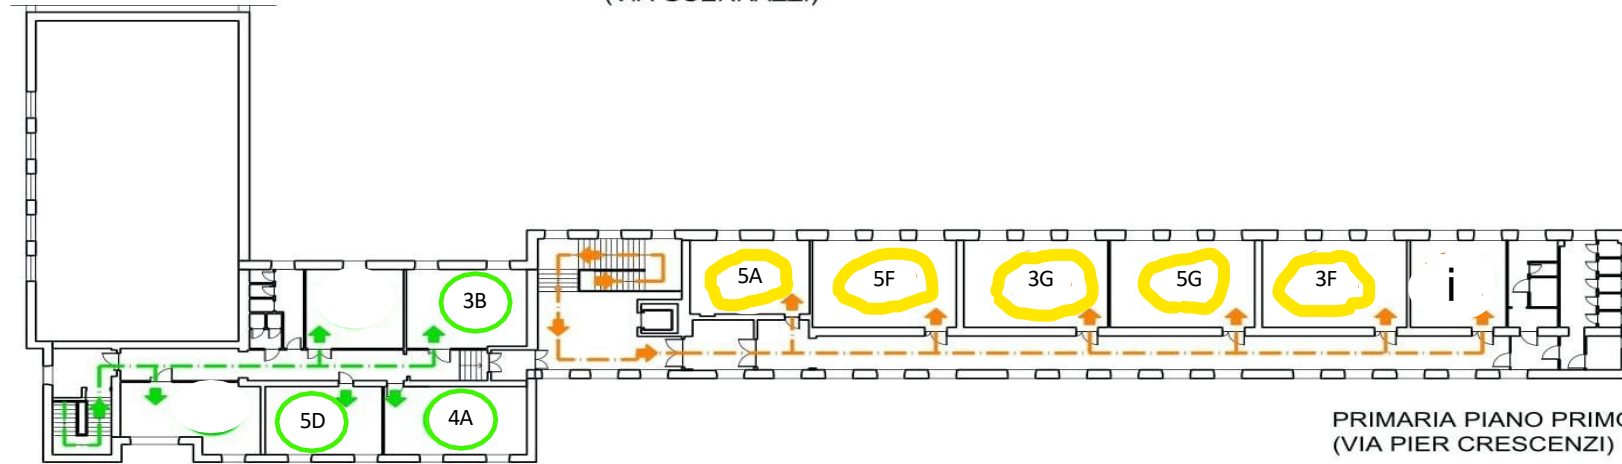 5A
5F
3G
5G
3F
i
3B
5D
4A
PRIMARIA PIANO PRIMO
(VIA PIER CRESCENZI)